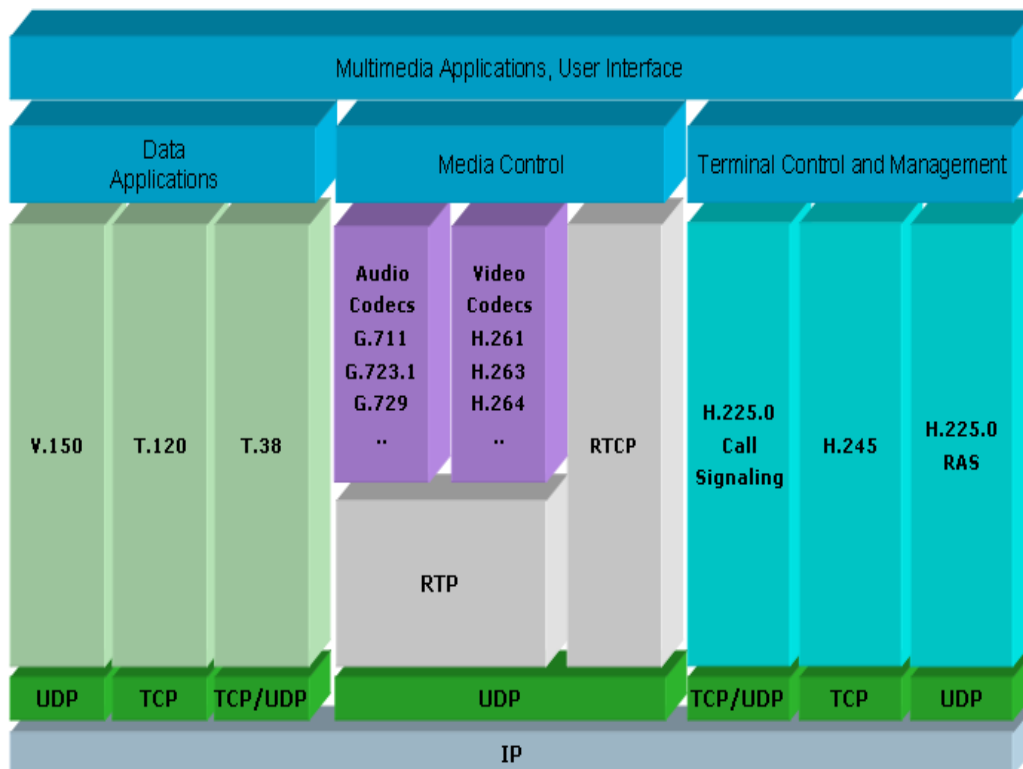 Multimedia Applications, User Interface
Data
Applications
Media Control
Terminal Control and Management
V.150
T.120
T.38
Audio
Codecs
G.711
G.723.1
G.729
..
Video
Codecs
H.261
H.263
H.264
..
RTP
RTCP
H.225.0
Call
Signaling
H.245
H.225.0
RAS
UDP
TCP
TCP/UDP
UDP
TCP/UDP
TCP
UDP
IP